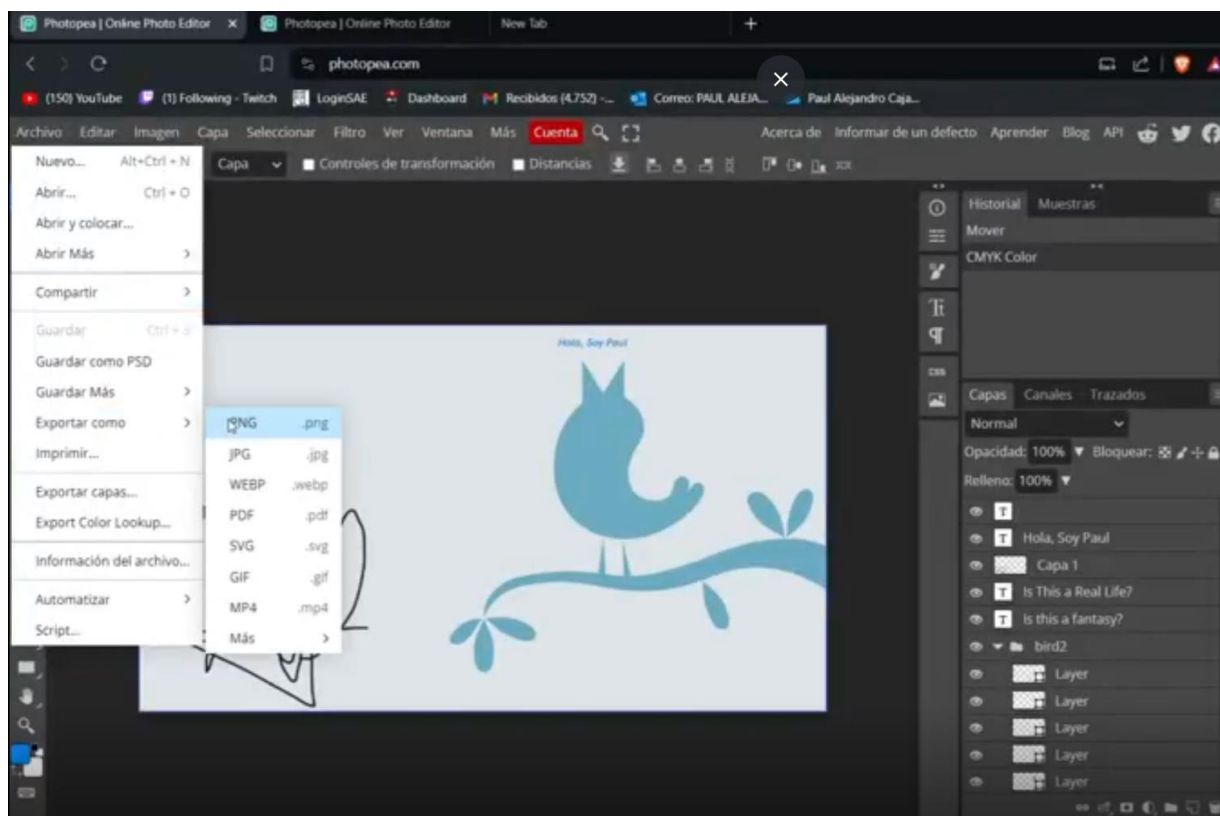 Photopea | Online Photo Editor
Photopea | Online Photo Editor
New Tab
photopea.com
(150) YouTube
(1) Following - Twitch
LoginSAE
Dashboard
Recibidos (4.752) -...
Correo: PAUL ALEJA...
Paul Alejandro Caja...
Archivo Editar Imagen Capa Seleccionar Filtro Ver Ventana Más Cuenta
Acerca de Informar de un defecto Aprender Blog API
Capa
Controles de transformación
Distancias
Nuevo... Alt+Ctrl + N
Abrir... Ctrl + O
Abrir y colocar...
Abrir Más
Compartir
Guardar Ctrl + S
Guardar como PSD
Guardar Más
Exportar como
Imprimir...
Exportar capas...
Export Color Lookup...
Información del archivo...
Automatizar
Script...
PNG .png
JPG .jpg
WEBP .webp
PDF .pdf
SVG .svg
GIF .gif
MP4 .mp4
Más
Hola, Soy Paul
Historial Muestras
Mover
CMYK Color
CSS
Capas Canales Trazados
Normal
Opacidad: 100% Bloquear:
Relleno: 100%
Hola, Soy Paul
Capa 1
Is This a Real Life?
Is this a fantasy?
bird2
Layer
Layer
Layer
Layer
Layer